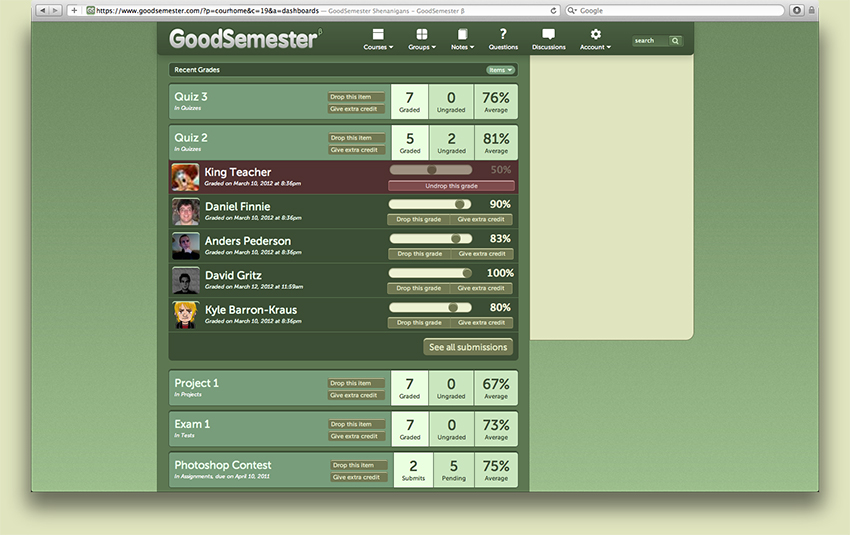 https://www.goodsemester.com/?p=courhome&c=19&a=dashboards — GoodSemester Shenanigans – GoodSemester β
Google
GoodSemester β
Courses
Groups
Notes
Questions
Discussions
Account
search
Recent Grades
Items
Quiz 3
In Quizzes
Drop this item
Give extra credit
7
Graded
0
Ungraded
76%
Average
Quiz 2
In Quizzes
Drop this item
Give extra credit
5
Graded
2
Ungraded
81%
Average
King Teacher
Graded on March 10, 2012 at 8:36pm
50%
Undrop this grade
Daniel Finnie
Graded on March 10, 2012 at 8:36pm
90%
Drop this grade
Give extra credit
Anders Pederson
Graded on March 10, 2012 at 8:36pm
83%
Drop this grade
Give extra credit
David Gritz
Graded on March 12, 2012 at 11:59am
100%
Drop this grade
Give extra credit
Kyle Barron-Kraus
Graded on March 10, 2012 at 8:36pm
80%
Drop this grade
Give extra credit
See all submissions
Project 1
In Projects
Drop this item
Give extra credit
7
Graded
0
Ungraded
67%
Average
Exam 1
In Tests
Drop this item
Give extra credit
7
Graded
0
Ungraded
73%
Average
Photoshop Contest
In Assignments, due on April 10, 2011
Drop this item
Give extra credit
2
Submits
5
Pending
75%
Average